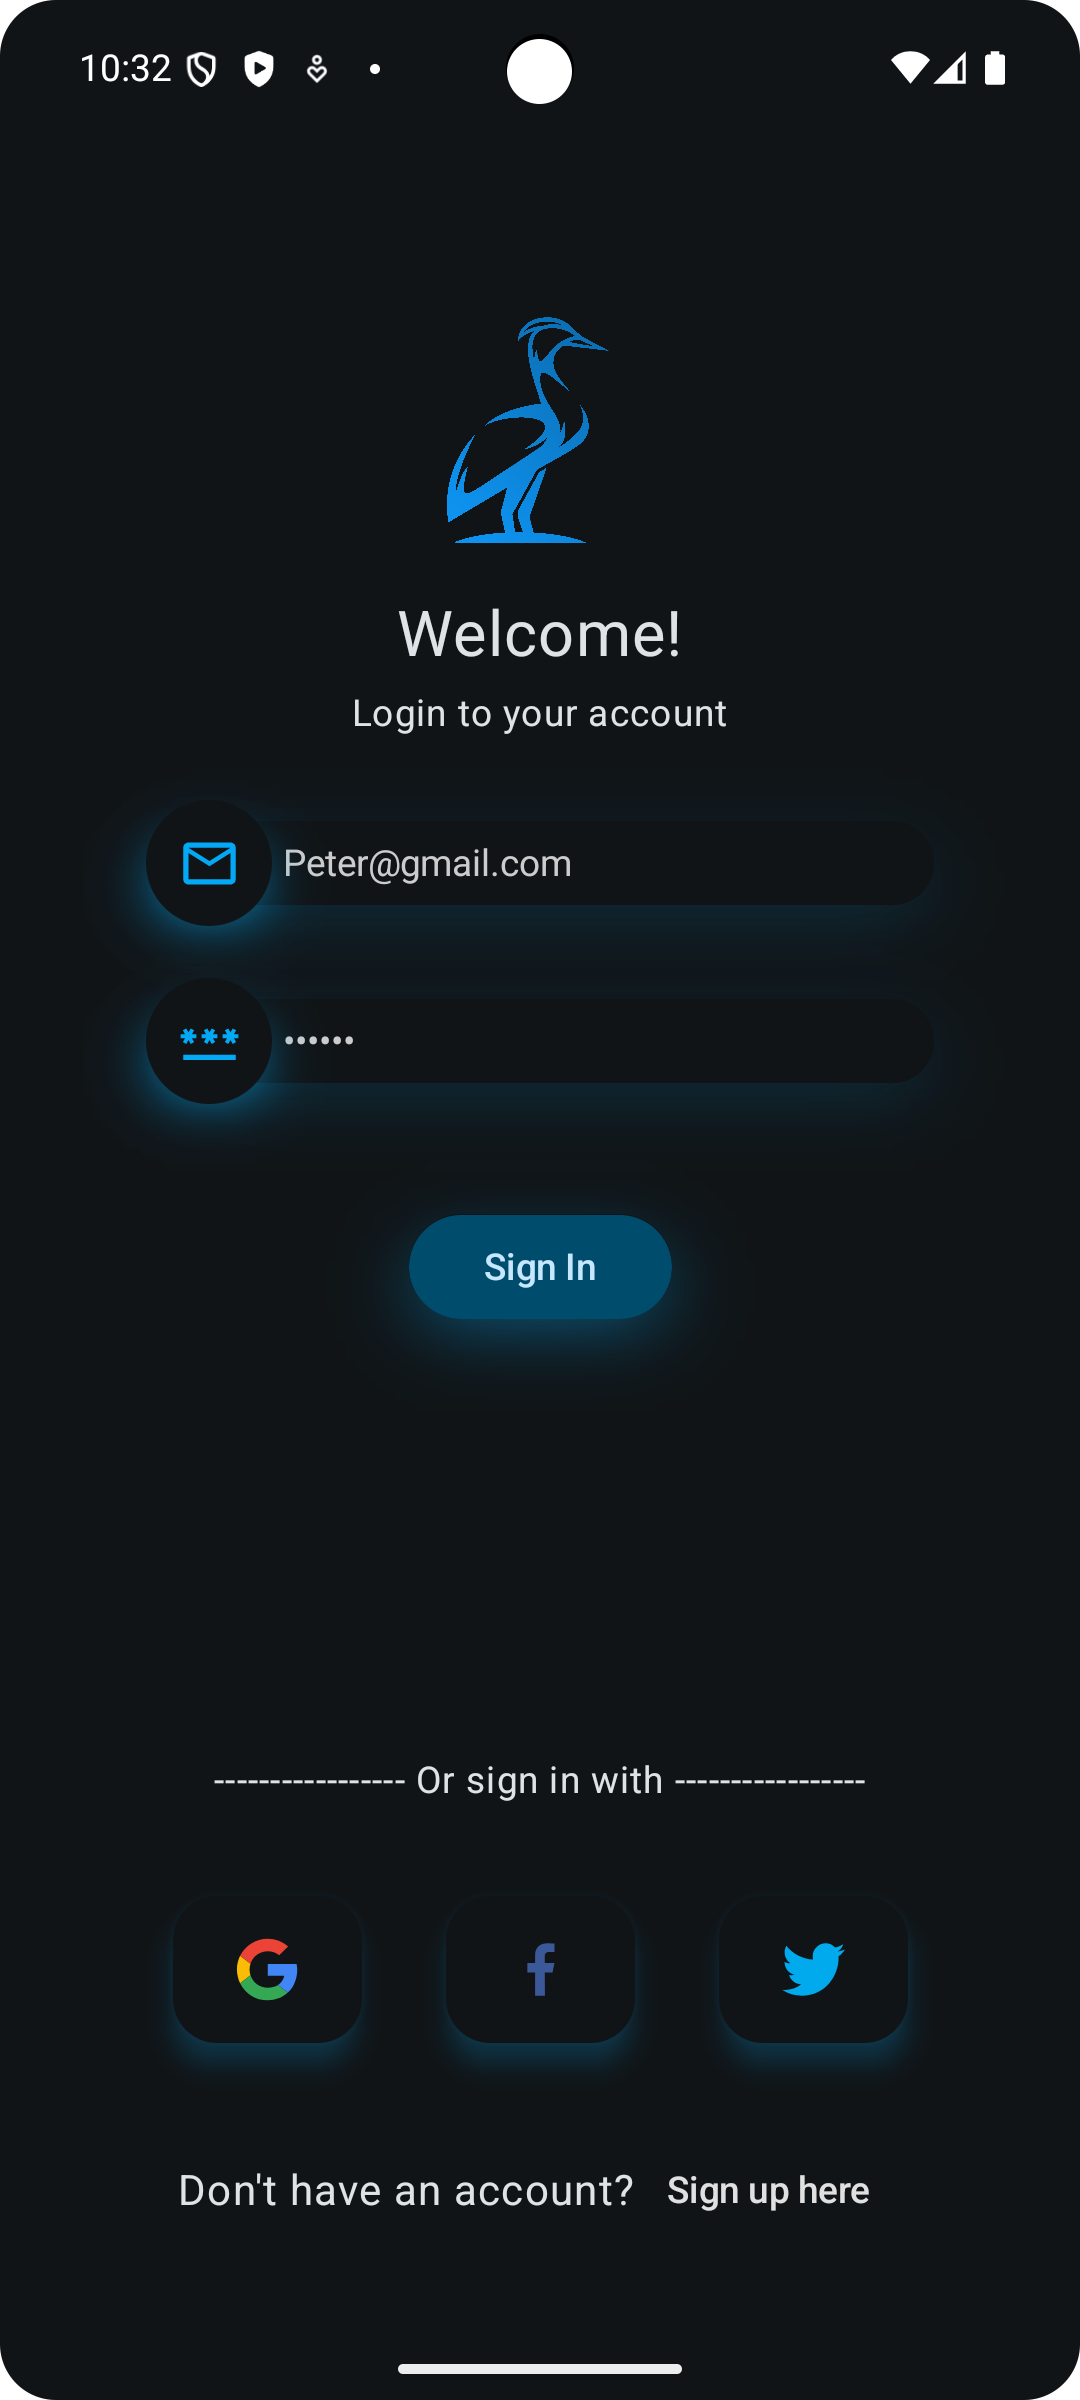 10:32
Welcome!
Login to your account
Peter@gmail.com
••••••
Sign In
----------------- Or sign in with -----------------
Don't have an account? Sign up here